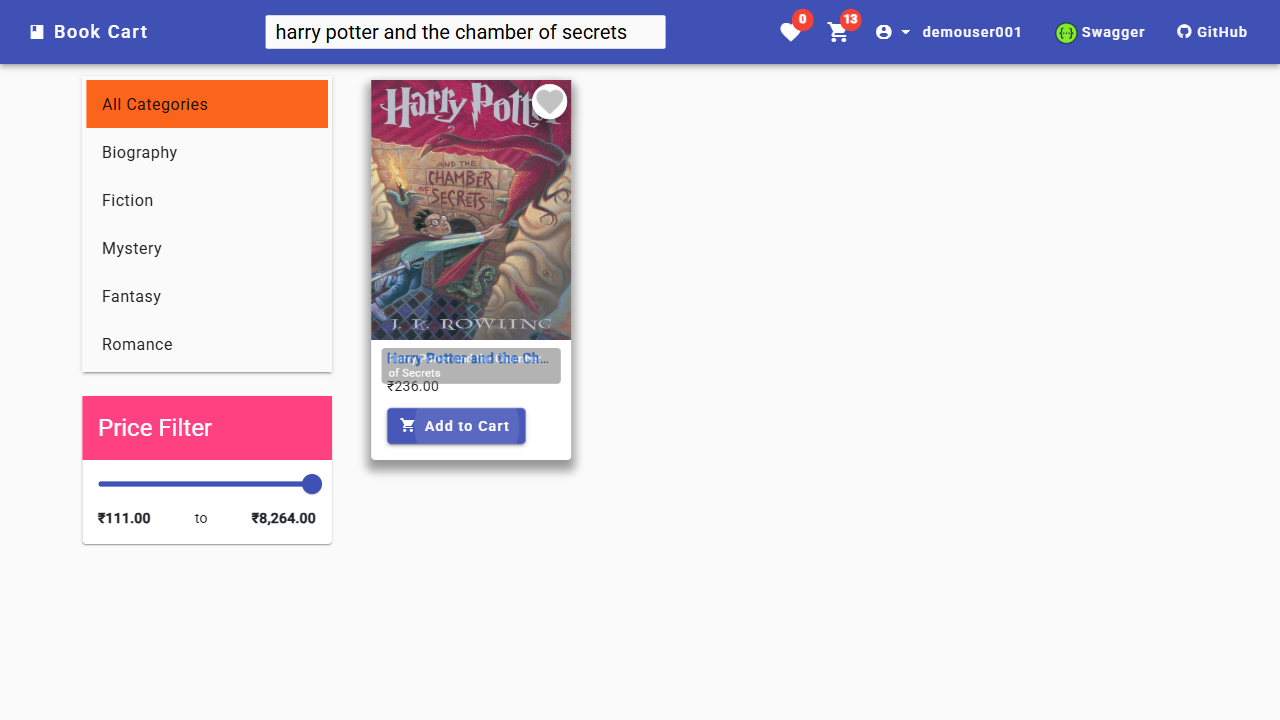 Book Cart
harry potter and the chamber of secrets
0
13
demouser001
Swagger
GitHub
All Categories
Biography
Fiction
Mystery
Fantasy
Romance
Price Filter
₹111.00 to ₹8,264.00
Harry Potter
AND THE
CHAMBER
OF SECRETS
J. K. ROWLING
Harry Potter and the Ch...
of Secrets
₹236.00
Add to Cart